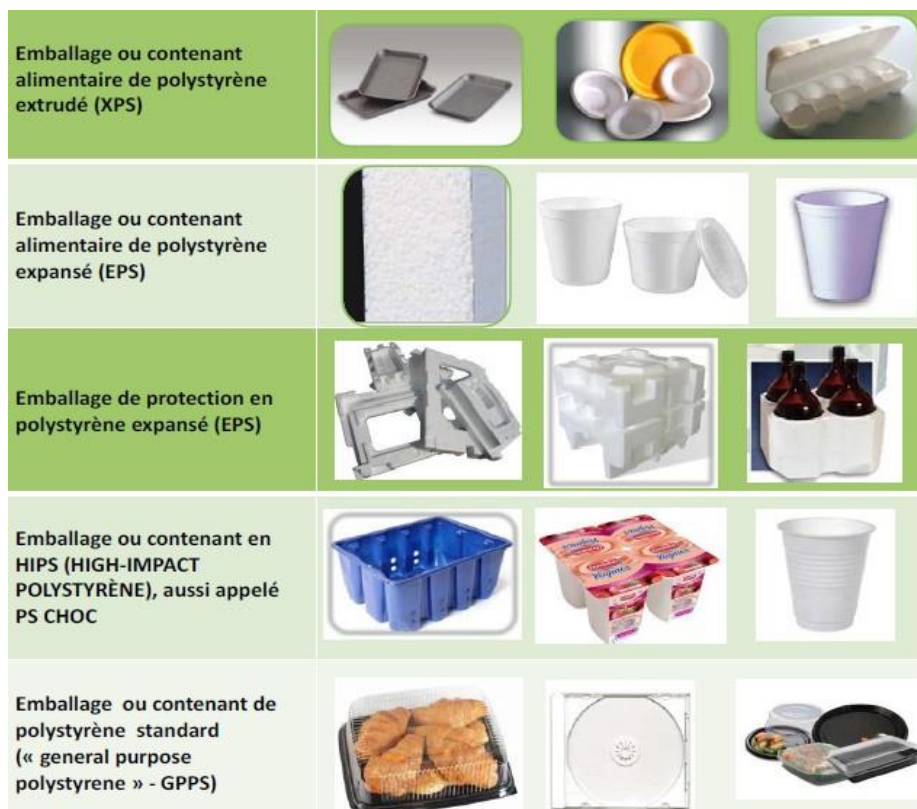 Emballage ou contenant
alimentaire de polystyrène
extrudé (XPS)
Emballage ou contenant
alimentaire de polystyrène
expansé (EPS)
Emballage de protection en
polystyrène expansé (EPS)
Emballage ou contenant en
HIPS (HIGH-IMPACT
POLYSTYRÈNE), aussi appelé
PS CHOC
Emballage ou contenant de
polystyrène standard
(« general purpose
polystyrene » - GPPS)